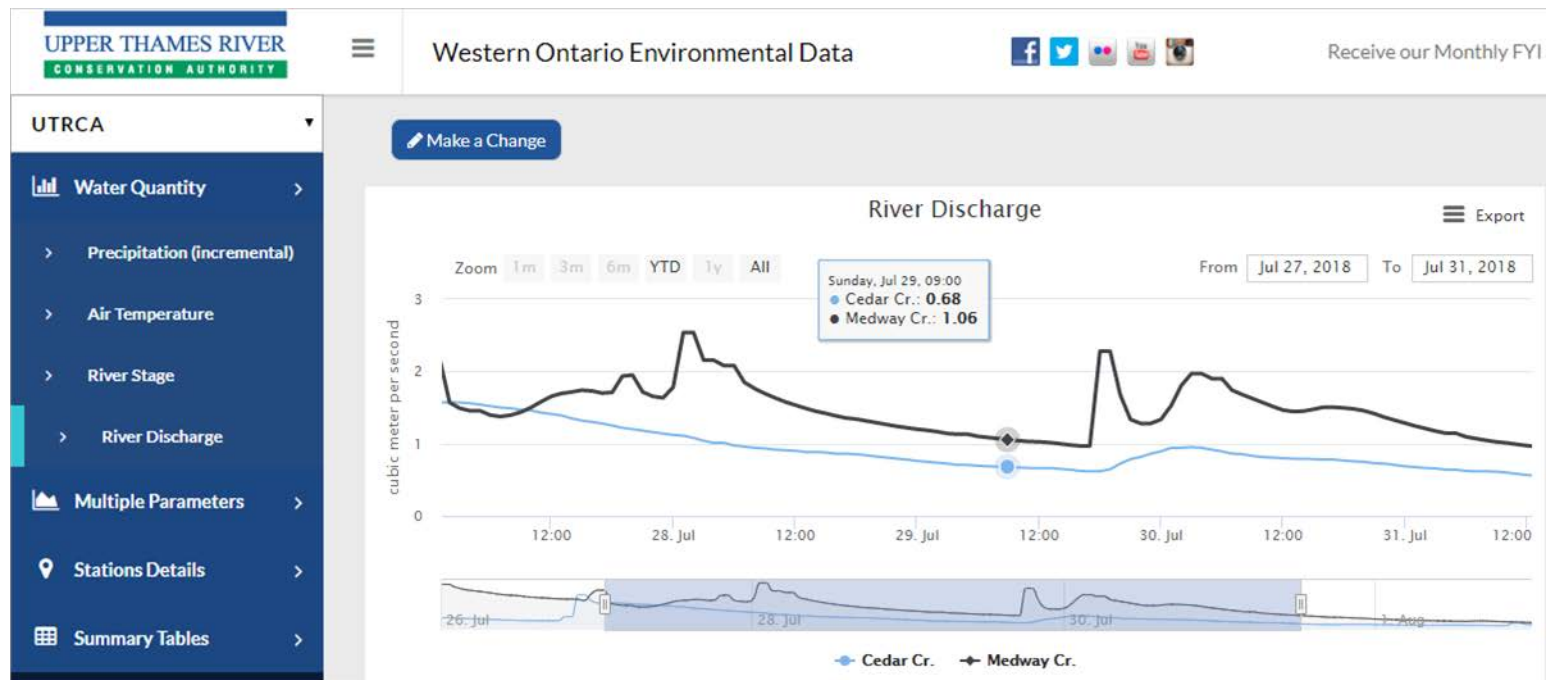 UPPER THAMES RIVER
CONSERVATION AUTHORITY
Western Ontario Environmental Data
Receive our Monthly FYI
UTRCA
Make a Change
Water Quantity
Precipitation (incremental)
Air Temperature
River Stage
River Discharge
Multiple Parameters
Stations Details
Summary Tables
River Discharge
Export
Zoom 1m 3m 6m YTD 1y All
From Jul 27, 2018 To Jul 31, 2018
Sunday, Jul 29, 09:00
Cedar Cr.: 0.68
Medway Cr.: 1.06
cubic meter per second
3
2
1
0
12:00 28. Jul 12:00 29. Jul 12:00 30. Jul 12:00 31. Jul 12:00
26. Jul 28. Jul 30. Jul 1. Aug
Cedar Cr. Medway Cr.